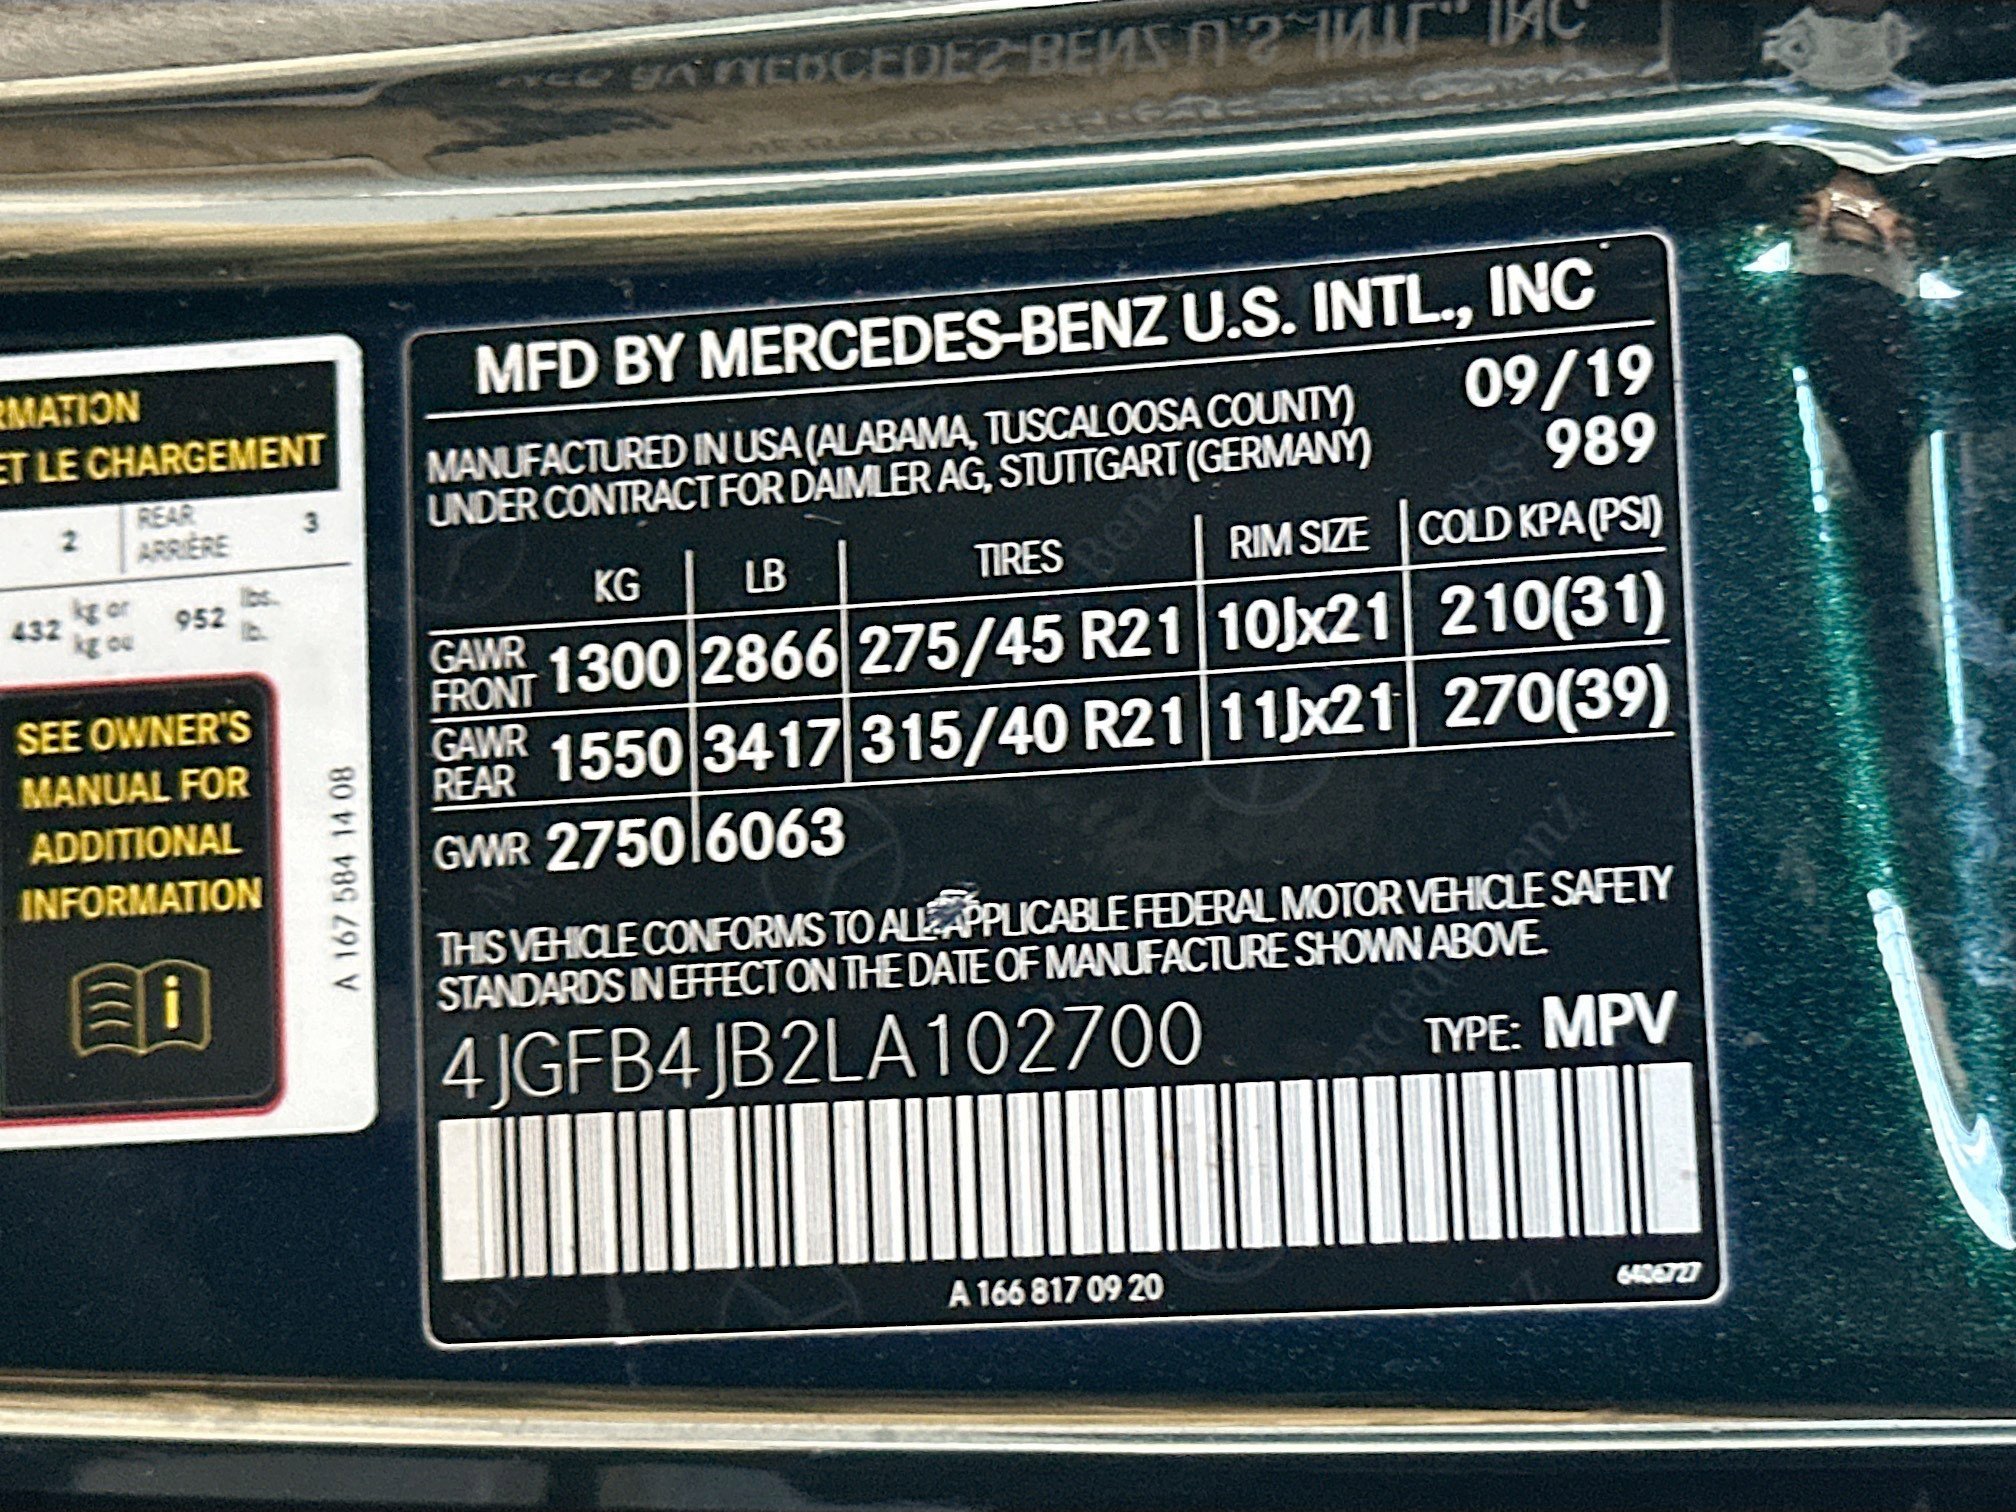 MFD BY MERCEDES-BENZ U.S. INTL., INC
09/19
MANUFACTURED IN USA (ALABAMA, TUSCALOOSA COUNTY)
UNDER CONTRACT FOR DAIMLER AG, STUTTGART (GERMANY)
989
KG LB TIRES RIM SIZE COLD KPA (PSI)
GAWR FRONT 1300 2866 275/45 R21 10Jx21 210(31)
GAWR REAR 1550 3417 315/40 R21 11Jx21 270(39)
GVWR 2750 6063
THIS VEHICLE CONFORMS TO ALL APPLICABLE FEDERAL MOTOR VEHICLE SAFETY
STANDARDS IN EFFECT ON THE DATE OF MANUFACTURE SHOWN ABOVE.
4JGFB4JB2LA102700
TYPE: MPV
A 166 817 09 20
ET LE CHARGEMENT
2 REAR 3
ARRIÈRE
432 kg or 952 lbs.
kg ou lb.
SEE OWNER'S
MANUAL FOR
ADDITIONAL
INFORMATION
A 167 584 14 08